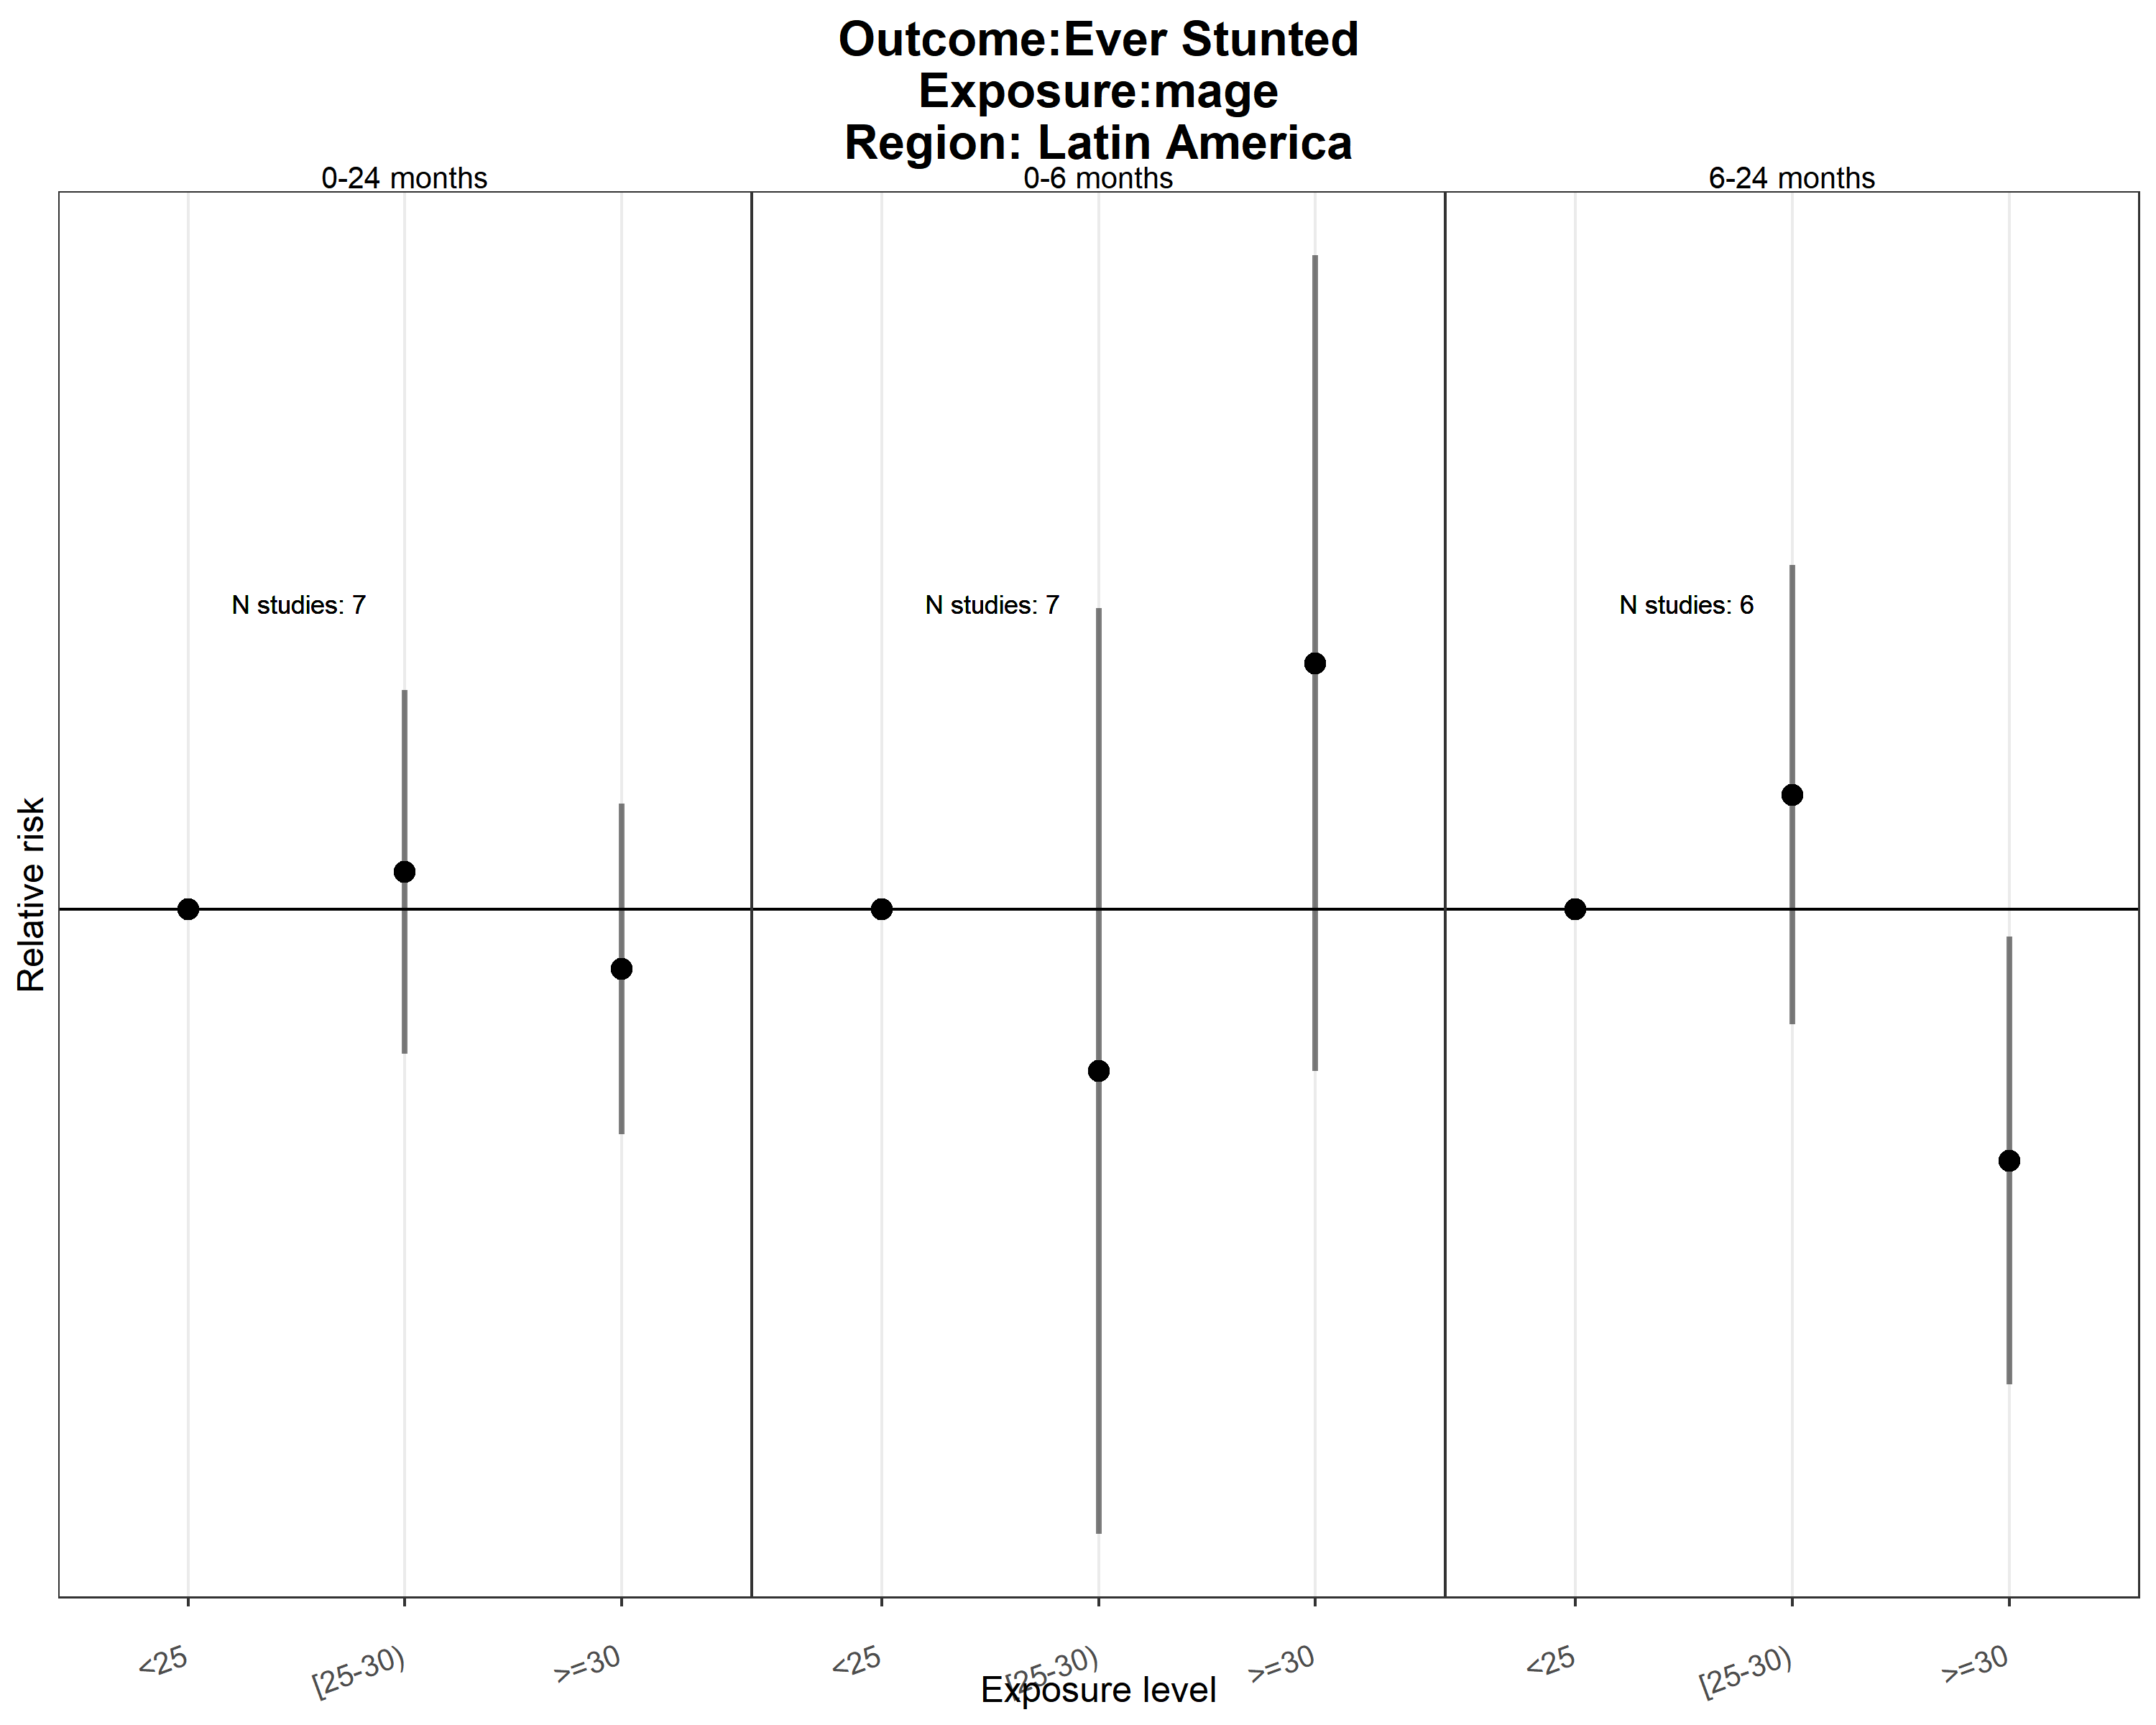 Outcome:Ever Stunted
Exposure:mage
Region: Latin America
0-24 months
0-6 months
6-24 months
N studies: 7
N studies: 7
N studies: 6
Relative risk
<25
[25-30)
>=30
<25
[25-30)
>=30
<25
[25-30)
>=30
Exposure level